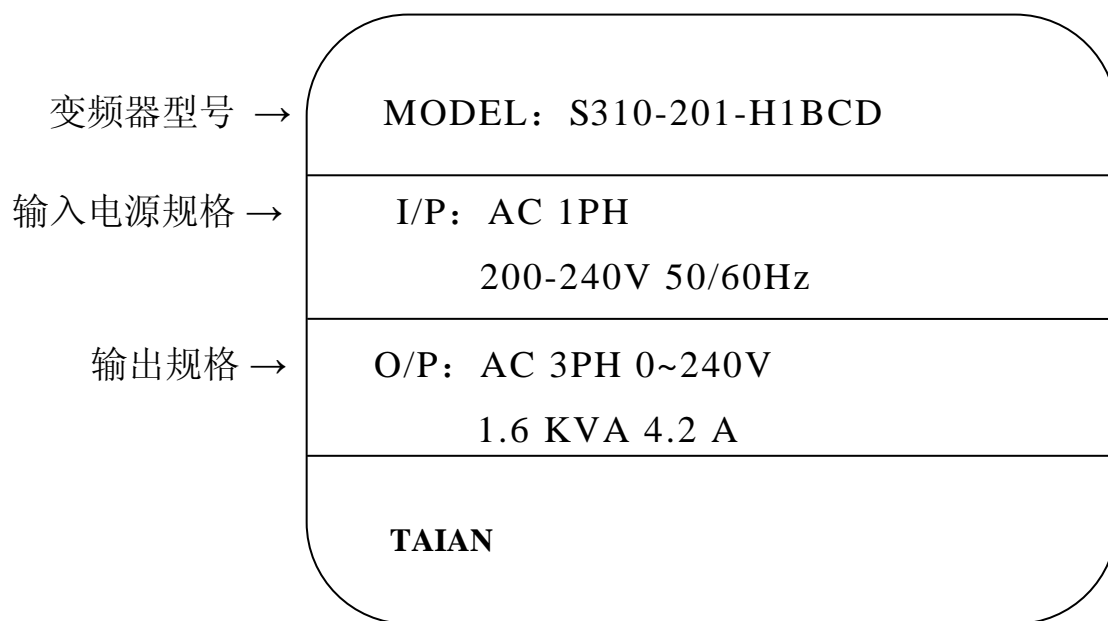 变频器型号 → MODEL：S310-201-H1BCD
输入电源规格 → I/P：AC 1PH
200-240V 50/60Hz
输出规格 → O/P：AC 3PH 0~240V
1.6 KVA 4.2 A
TAIAN